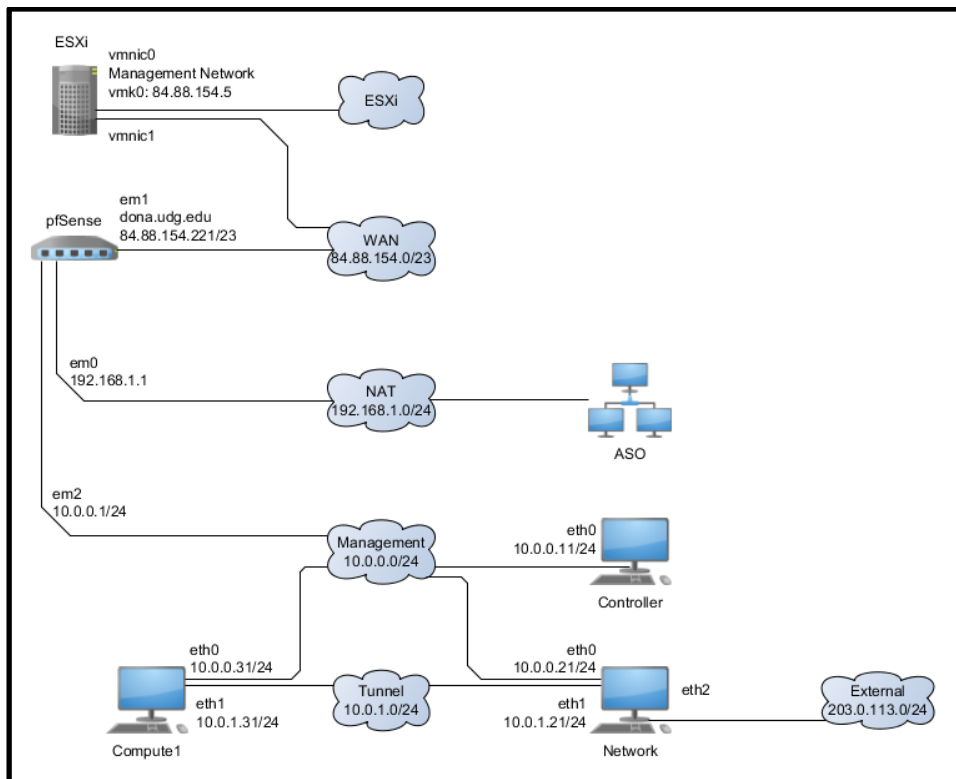 ESXi
vmnic0
Management Network
vmk0: 84.88.154.5
ESXi
vmnic1
em1
dona.udg.edu
84.88.154.221/23
pfSense
WAN
84.88.154.0/23
em0
192.168.1.1
NAT
192.168.1.0/24
ASO
em2
10.0.0.1/24
Management
10.0.0.0/24
eth0
10.0.0.11/24
Controller
eth0
10.0.0.31/24
eth0
10.0.0.21/24
eth1
10.0.1.31/24
Tunnel
10.0.1.0/24
eth1
10.0.1.21/24
eth2
External
203.0.113.0/24
Compute1
Network